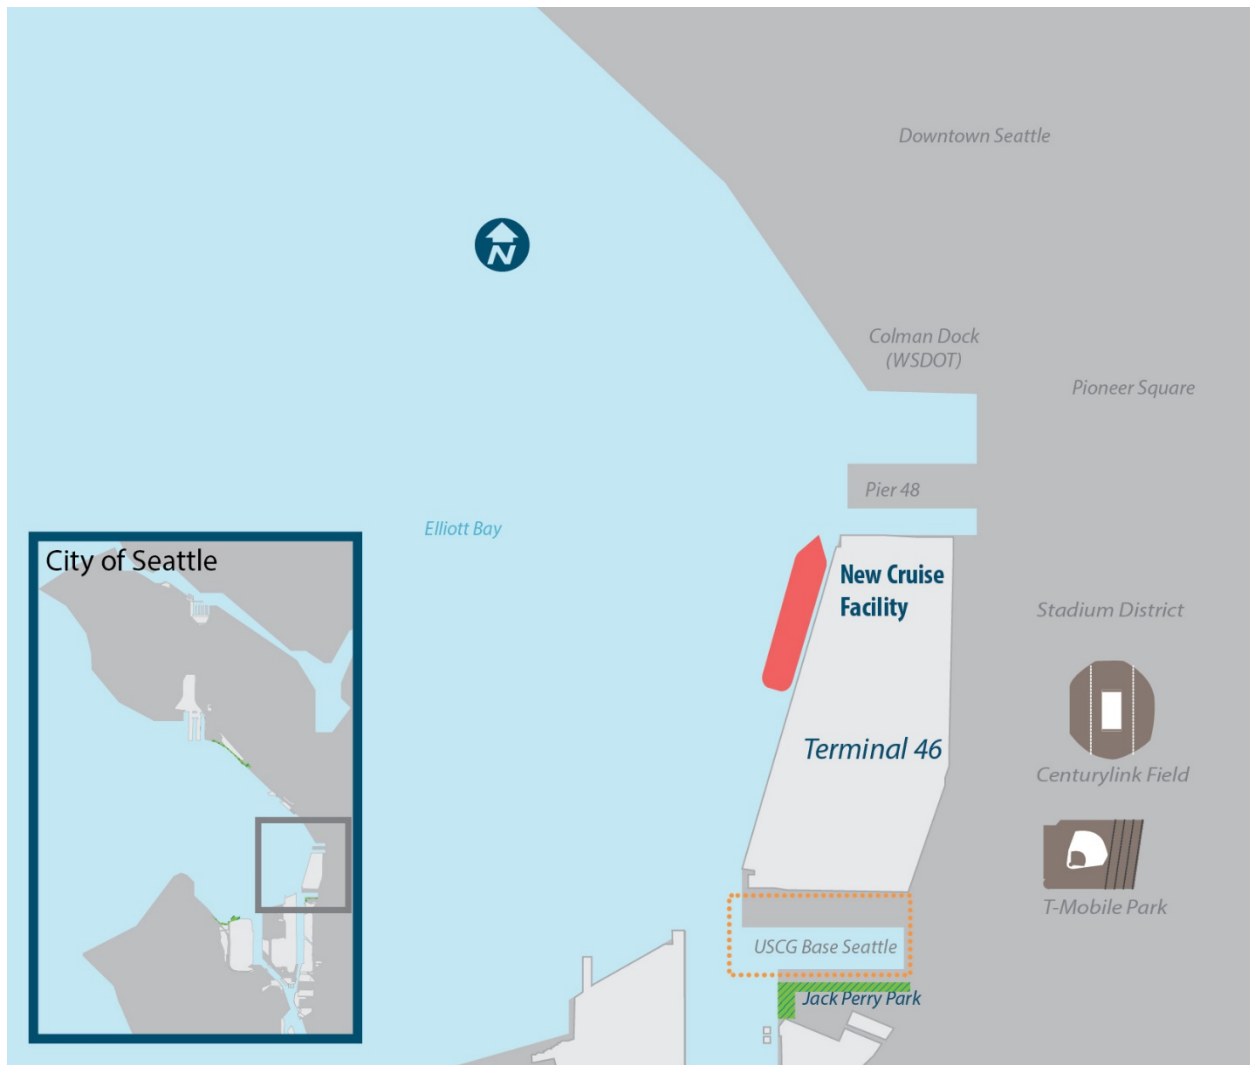 Downtown Seattle
N
Colman Dock
(WSDOT)
Pioneer Square
Pier 48
Elliott Bay
City of Seattle
New Cruise
Facility
Stadium District
Terminal 46
Centurylink Field
T-Mobile Park
USCG Base Seattle
Jack Perry Park